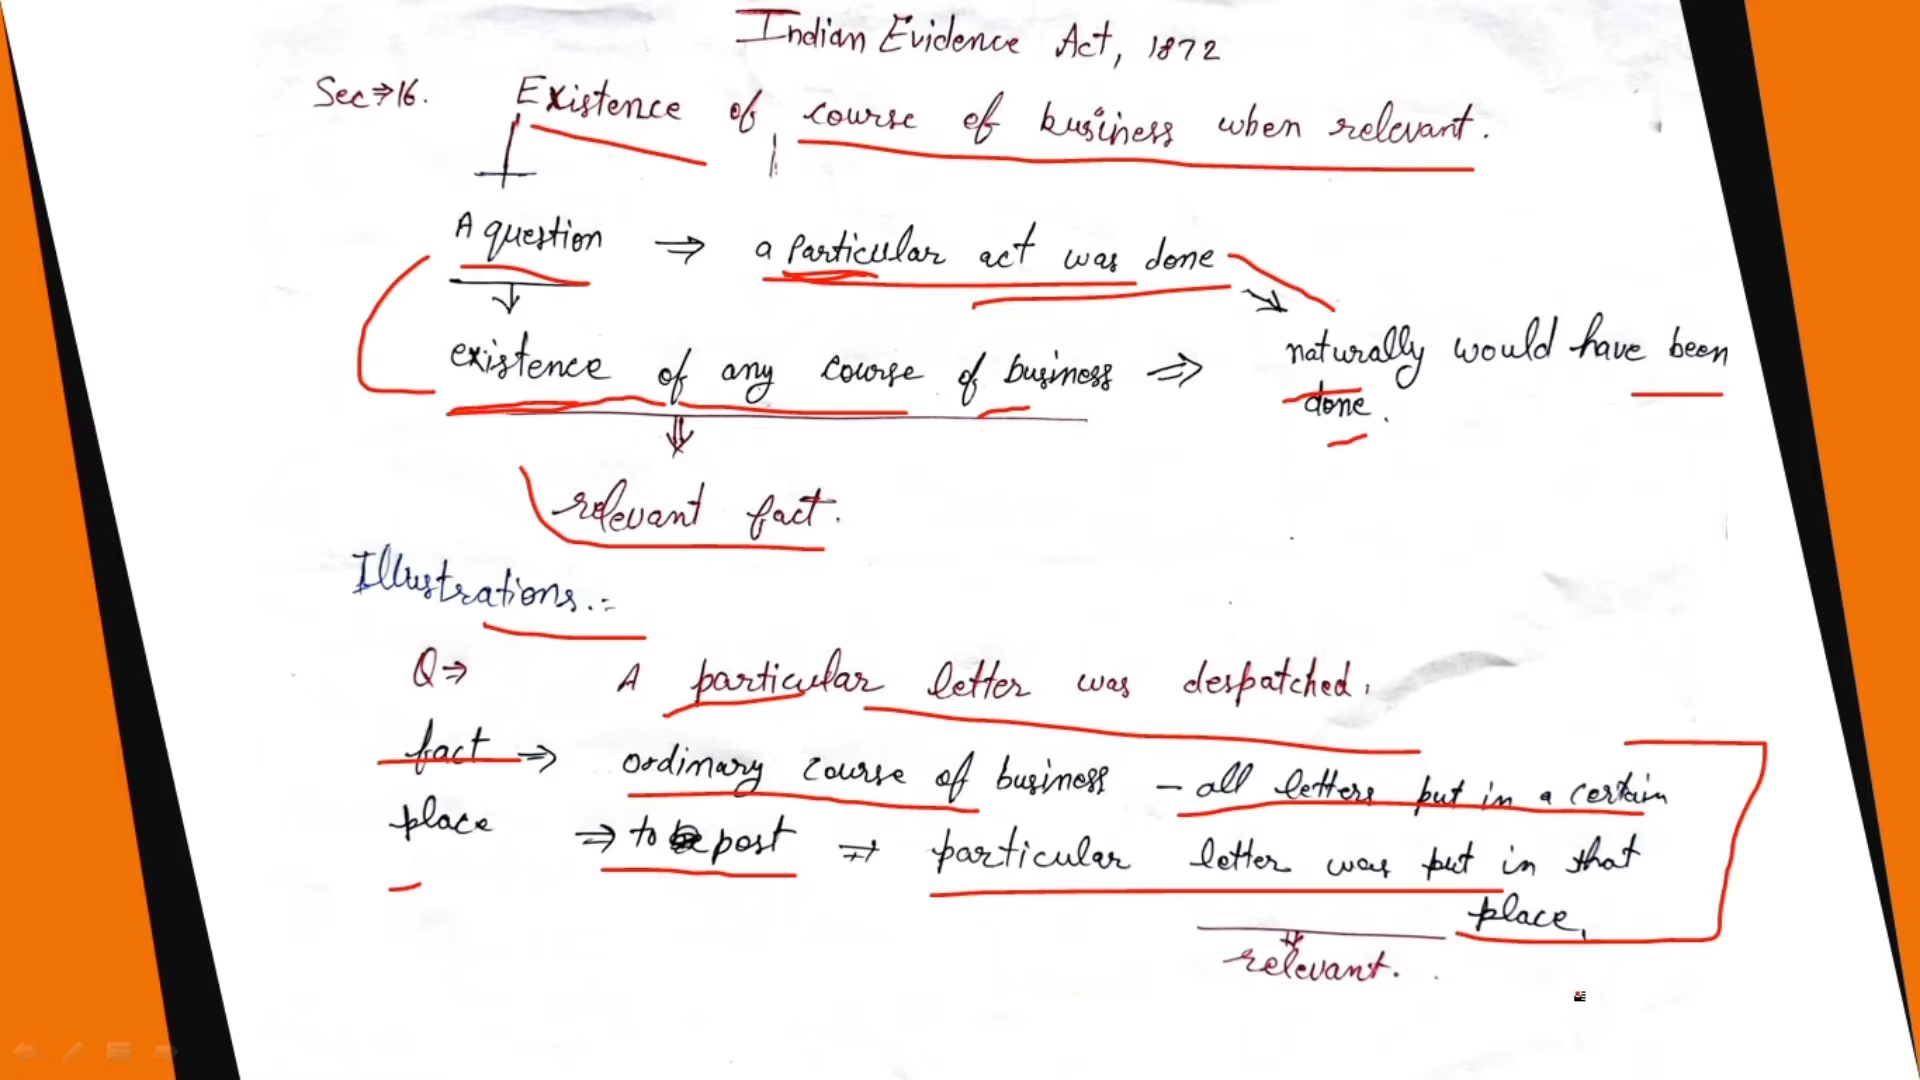 Indian Evidence Act, 1872
Sec ⇒ 16. Existence of course of business when relevant.
A question ⇒ a particular act was done
existence of any course of business ⇒ naturally would have been
done.
relevant fact.
Illustrations.:-
Q ⇒ A particular letter was despatched.
fact ⇒ ordinary course of business - all letters put in a certain
place ⇒ to post ⇒ particular letter was put in that
place,
relevant.